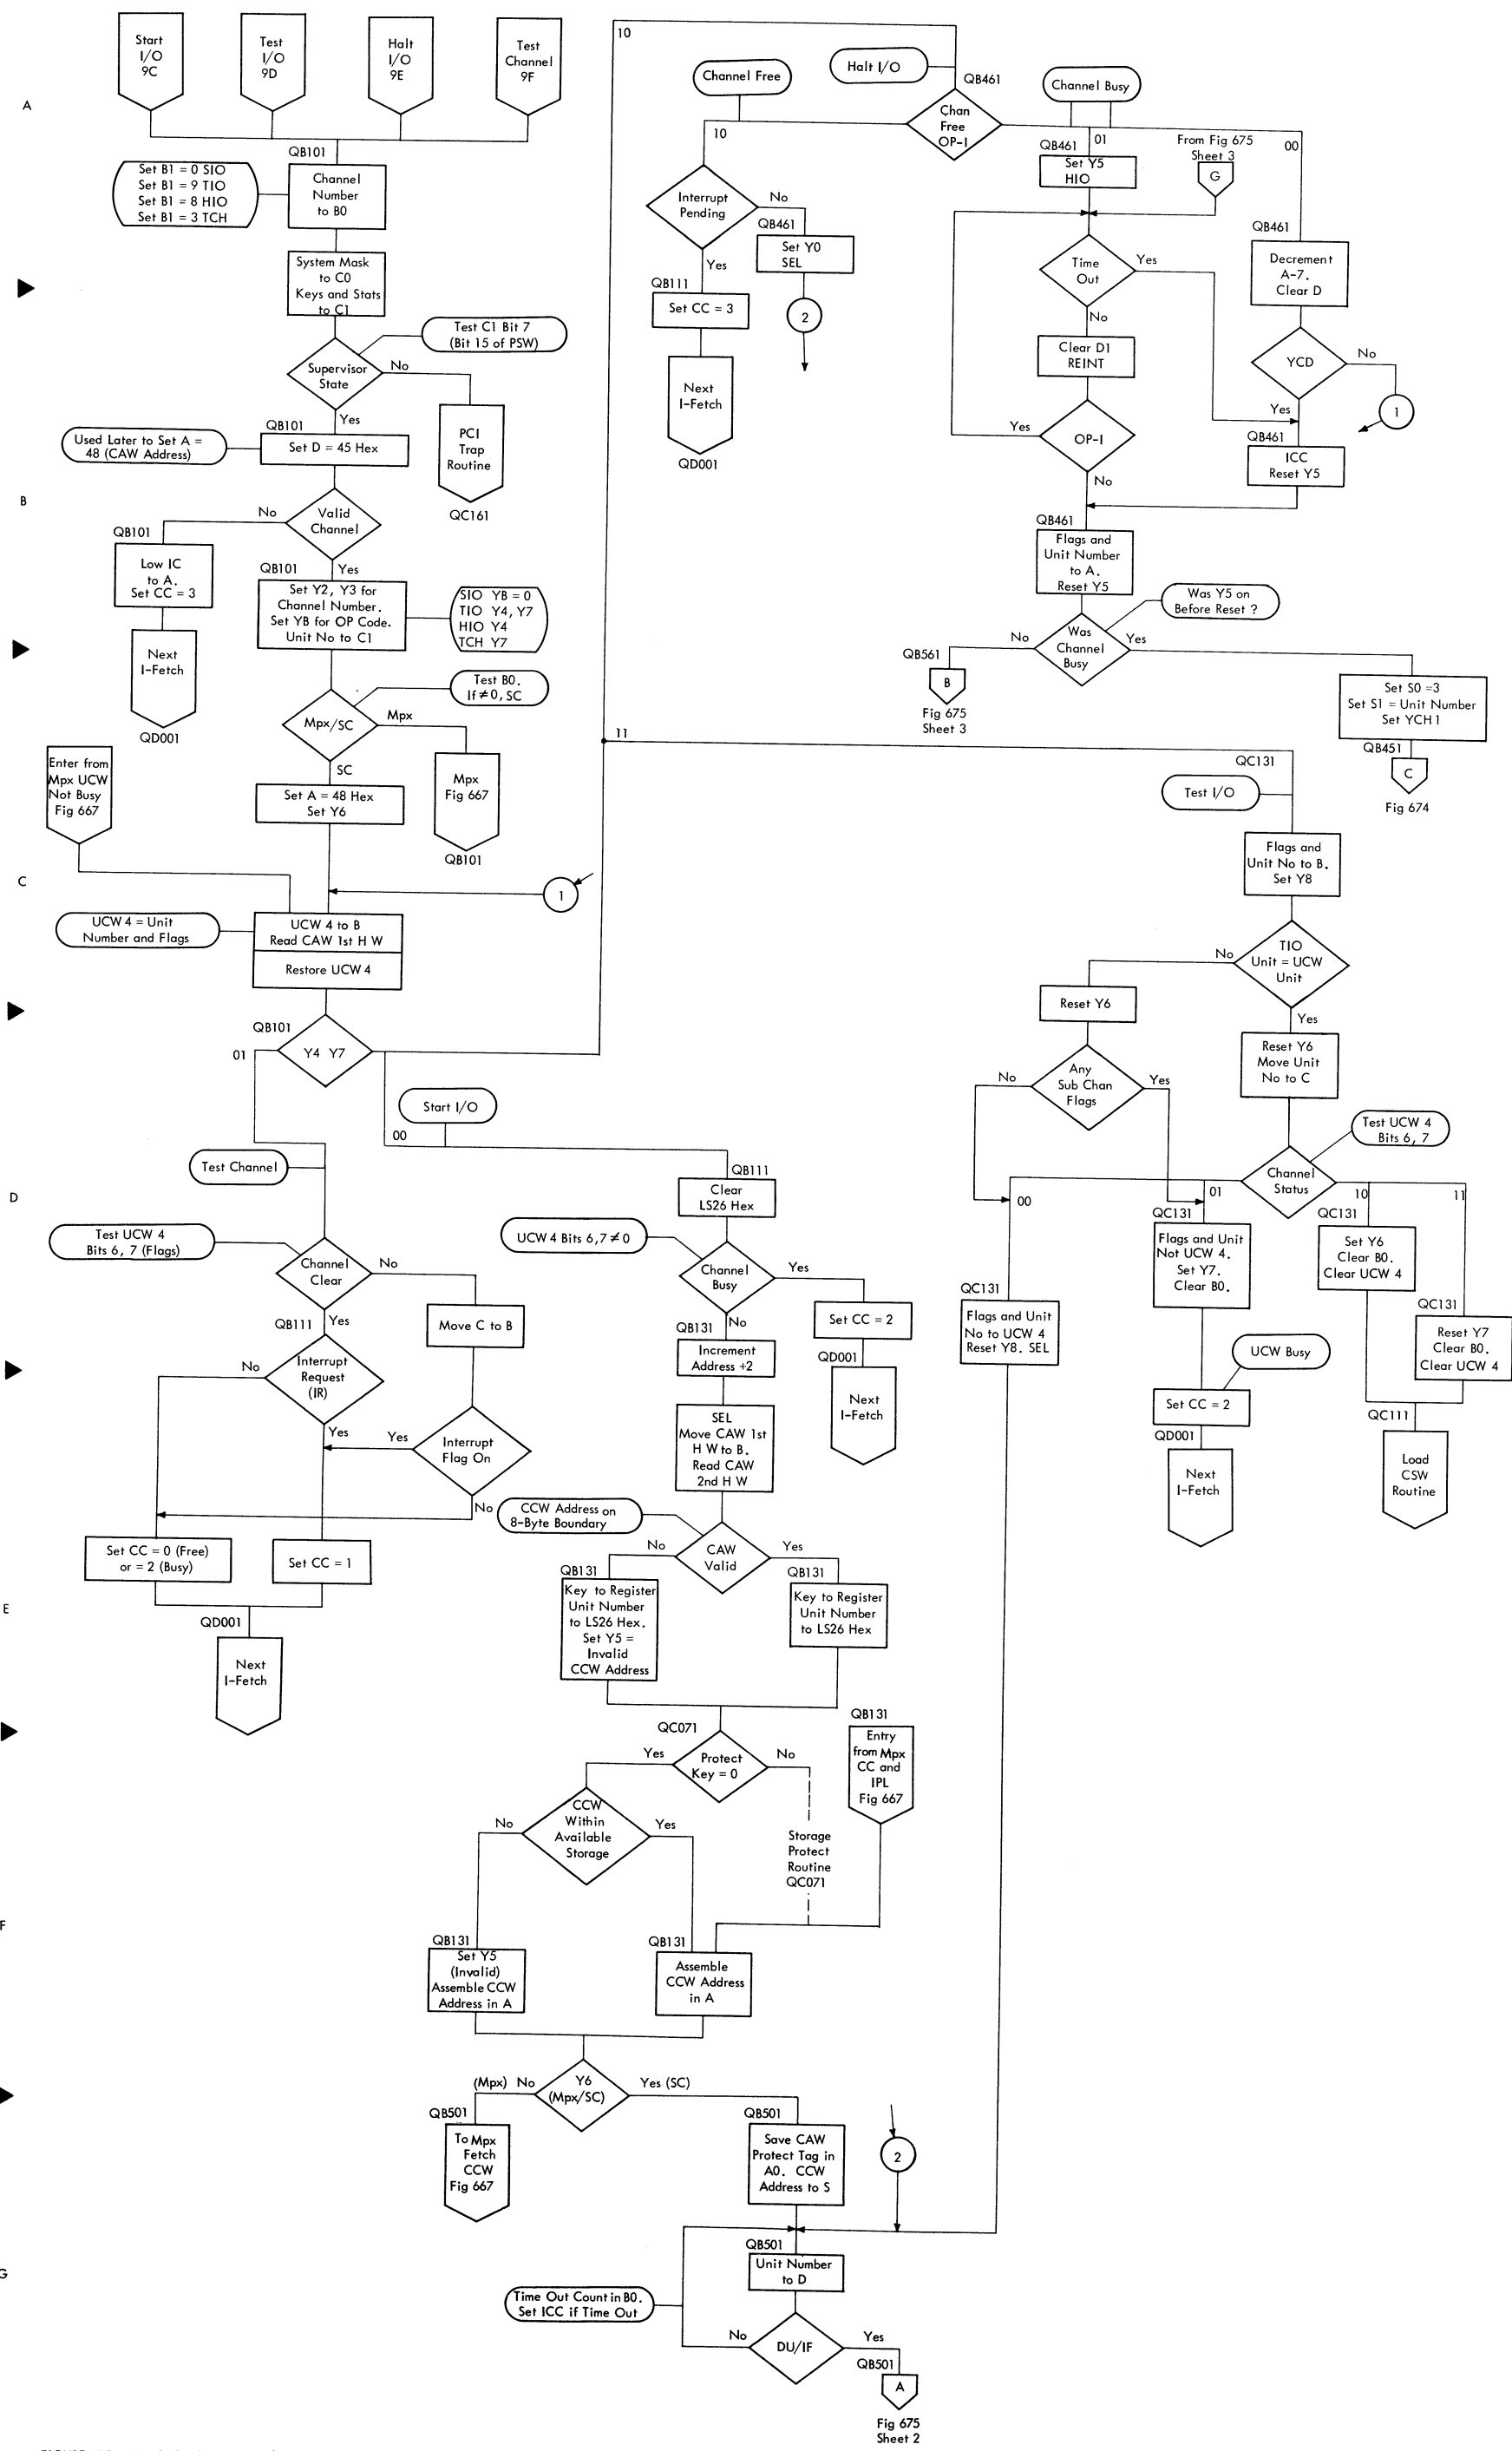 Start
I/O
9C
Test
I/O
9D
Halt
I/O
9E
Test
Channel
9F
A
QB101
Set B1 = 0 SIO
Set B1 = 9 TIO
Set B1 = 8 HIO
Set B1 = 3 TCH
Channel
Number
to B0
System Mask
to C0
Keys and Stats
to C1
Test C1 Bit 7
(Bit 15 of PSW)
Supervisor
State
No
Yes
PCI
Trap
Routine
QC161
QB101
Used Later to Set A =
48 (CAW Address)
Set D = 45 Hex
B
No
Valid
Channel
Yes
QB101
Low IC
to A.
Set CC = 3
Next
I-Fetch
QD001
QB101
Set Y2, Y3 for
Channel Number.
Set YB for OP Code.
Unit No to C1
SIO YB = 0
TIO Y4, Y7
HIO Y4
TCH Y7
Test B0.
If ≠ 0, SC
Mpx/SC
Mpx
SC
Mpx
Fig 667
QB101
Enter from
Mpx UCW
Not Busy
Fig 667
Set A = 48 Hex
Set Y6
C
1
UCW 4 = Unit
Number and Flags
UCW 4 to B
Read CAW 1st H W
Restore UCW 4
QB101
01
Y4 Y7
Start I/O
00
Test Channel
D
Test UCW 4
Bits 6, 7 (Flags)
Channel
Clear
No
Yes
Move C to B
QB111
No
Interrupt
Request
(IR)
Yes
Yes
Interrupt
Flag On
No
Set CC = 0 (Free)
or = 2 (Busy)
Set CC = 1
E
QD001
Next
I-Fetch
QB111
Clear
LS26 Hex
UCW 4 Bits 6,7 ≠ 0
Channel
Busy
Yes
No
Set CC = 2
QD001
Next
I-Fetch
QB131
Increment
Address +2
SEL
Move CAW 1st
H W to B.
Read CAW
2nd H W
CCW Address on
8-Byte Boundary
No
CAW
Valid
Yes
QB131
Key to Register
Unit Number
to LS26 Hex.
Set Y5 =
Invalid
CCW Address
QB131
Key to Register
Unit Number
to LS26 Hex
QC071
Yes
Protect
Key = 0
No
QB131
Entry
from Mpx
CC and
IPL
Fig 667
No
CCW
Within
Available
Storage
Yes
Storage
Protect
Routine
QC071
F
QB131
Set Y5
(Invalid)
Assemble CCW
Address in A
QB131
Assemble
CCW Address
in A
(Mpx) No
Y6
(Mpx/SC)
Yes (SC)
QB501
To Mpx
Fetch
CCW
Fig 667
QB501
Save CAW
Protect Tag in
A0. CCW
Address to S
2
G
QB501
Unit Number
to D
Time Out Count in B0.
Set ICC if Time Out
No
DU/IF
Yes
QB501
A
Fig 675
Sheet 2
10
Channel Free
Halt I/O
QB461
Chan
Free
OP-I
Channel Busy
10
Interrupt
Pending
No
Yes
QB461
Set Y0
SEL
2
QB111
Set CC = 3
Next
I-Fetch
QD001
QB461
01
Set Y5
HIO
From Fig 675
Sheet 3
G
00
Time
Out
Yes
No
QB461
Decrement
A-7.
Clear D
Clear D1
REINT
YCD
No
Yes
1
Yes
OP-I
No
QB461
ICC
Reset Y5
QB461
Flags and
Unit Number
to A.
Reset Y5
Was Y5 on
Before Reset ?
No
Was
Channel
Busy
Yes
QB561
B
Fig 675
Sheet 3
Set S0 =3
Set S1 = Unit Number
Set YCH 1
QB451
C
Fig 674
11
QC131
Test I/O
Flags and
Unit No to B.
Set Y8
No
TIO
Unit = UCW
Unit
Yes
Reset Y6
Any
Sub Chan
Flags
No
Yes
Reset Y6
Move Unit
No to C
Test UCW 4
Bits 6, 7
Channel
Status
00
01
10
11
QC131
Flags and Unit
No to UCW 4
Reset Y8. SEL
QC131
Flags and Unit
Not UCW 4.
Set Y7.
Clear B0.
UCW Busy
Set CC = 2
QD001
Next
I-Fetch
QC131
Set Y6
Clear B0.
Clear UCW 4
QC131
Reset Y7
Clear B0.
Clear UCW 4
QC111
Load
CSW
Routine